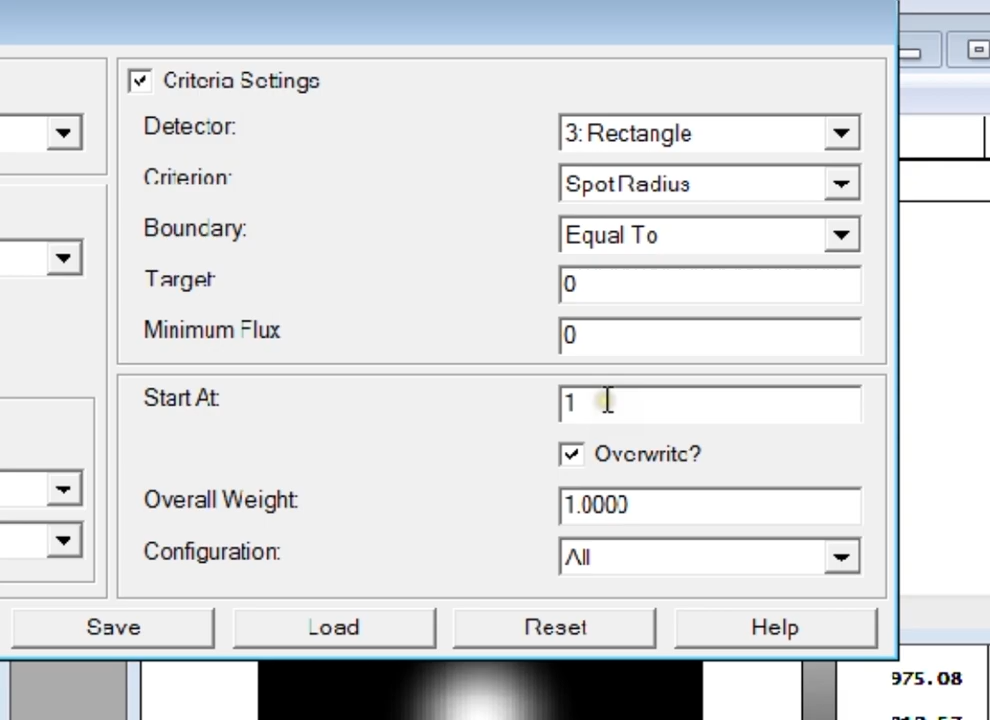 Criteria Settings
Detector: 3: Rectangle
Criterion: Spot Radius
Boundary: Equal To
Target: 0
Minimum Flux 0
Start At: 1
Overwrite?
Overall Weight: 1.0000
Configuration: All
Save Load Reset Help
975.08